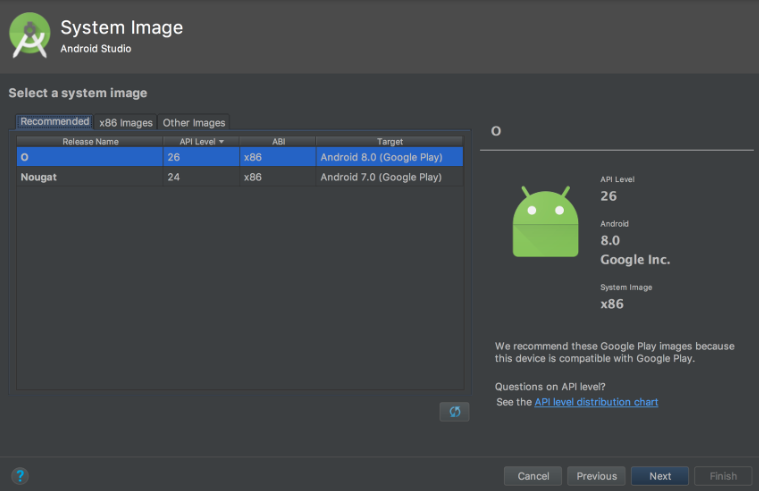 System Image
Android Studio
Select a system image
Recommended x86 Images Other Images
Release Name API Level ABI Target
O 26 x86 Android 8.0 (Google Play)
Nougat 24 x86 Android 7.0 (Google Play)
O
API Level
26
Android
8.0
Google Inc.
System Image
x86
We recommend these Google Play images because
this device is compatible with Google Play.
Questions on API level?
See the API level distribution chart
? Cancel Previous Next Finish